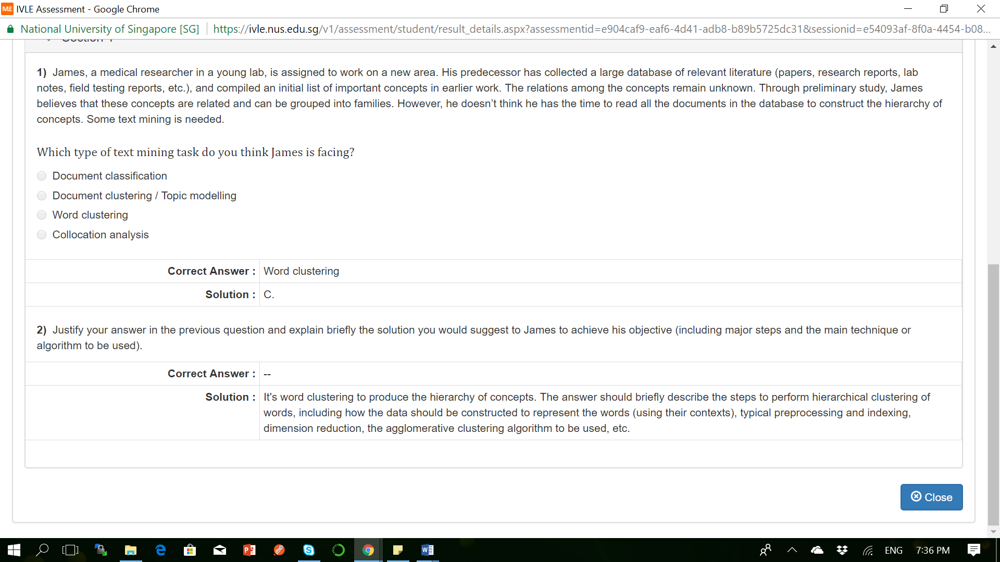 IVLE Assessment - Google Chrome
National University of Singapore [SG] https://ivle.nus.edu.sg/v1/assessment/student/result_details.aspx?assessmentid=e904caf9-eaf6-4d41-adb8-b89b5725dc31&sessionid=e54093af-8f0a-4454-b08...
1) James, a medical researcher in a young lab, is assigned to work on a new area. His predecessor has collected a large database of relevant literature (papers, research reports, lab
notes, field testing reports, etc.), and compiled an initial list of important concepts in earlier work. The relations among the concepts remain unknown. Through preliminary study, James
believes that these concepts are related and can be grouped into families. However, he doesn’t think he has the time to read all the documents in the database to construct the hierarchy of
concepts. Some text mining is needed.
Which type of text mining task do you think James is facing?
Document classification
Document clustering / Topic modelling
Word clustering
Collocation analysis
Correct Answer : Word clustering
Solution : C.
2) Justify your answer in the previous question and explain briefly the solution you would suggest to James to achieve his objective (including major steps and the main technique or
algorithm to be used).
Correct Answer : --
Solution : It's word clustering to produce the hierarchy of concepts. The answer should briefly describe the steps to perform hierarchical clustering of
words, including how the data should be constructed to represent the words (using their contexts), typical preprocessing and indexing,
dimension reduction, the agglomerative clustering algorithm to be used, etc.
Close
ENG 7:36 PM